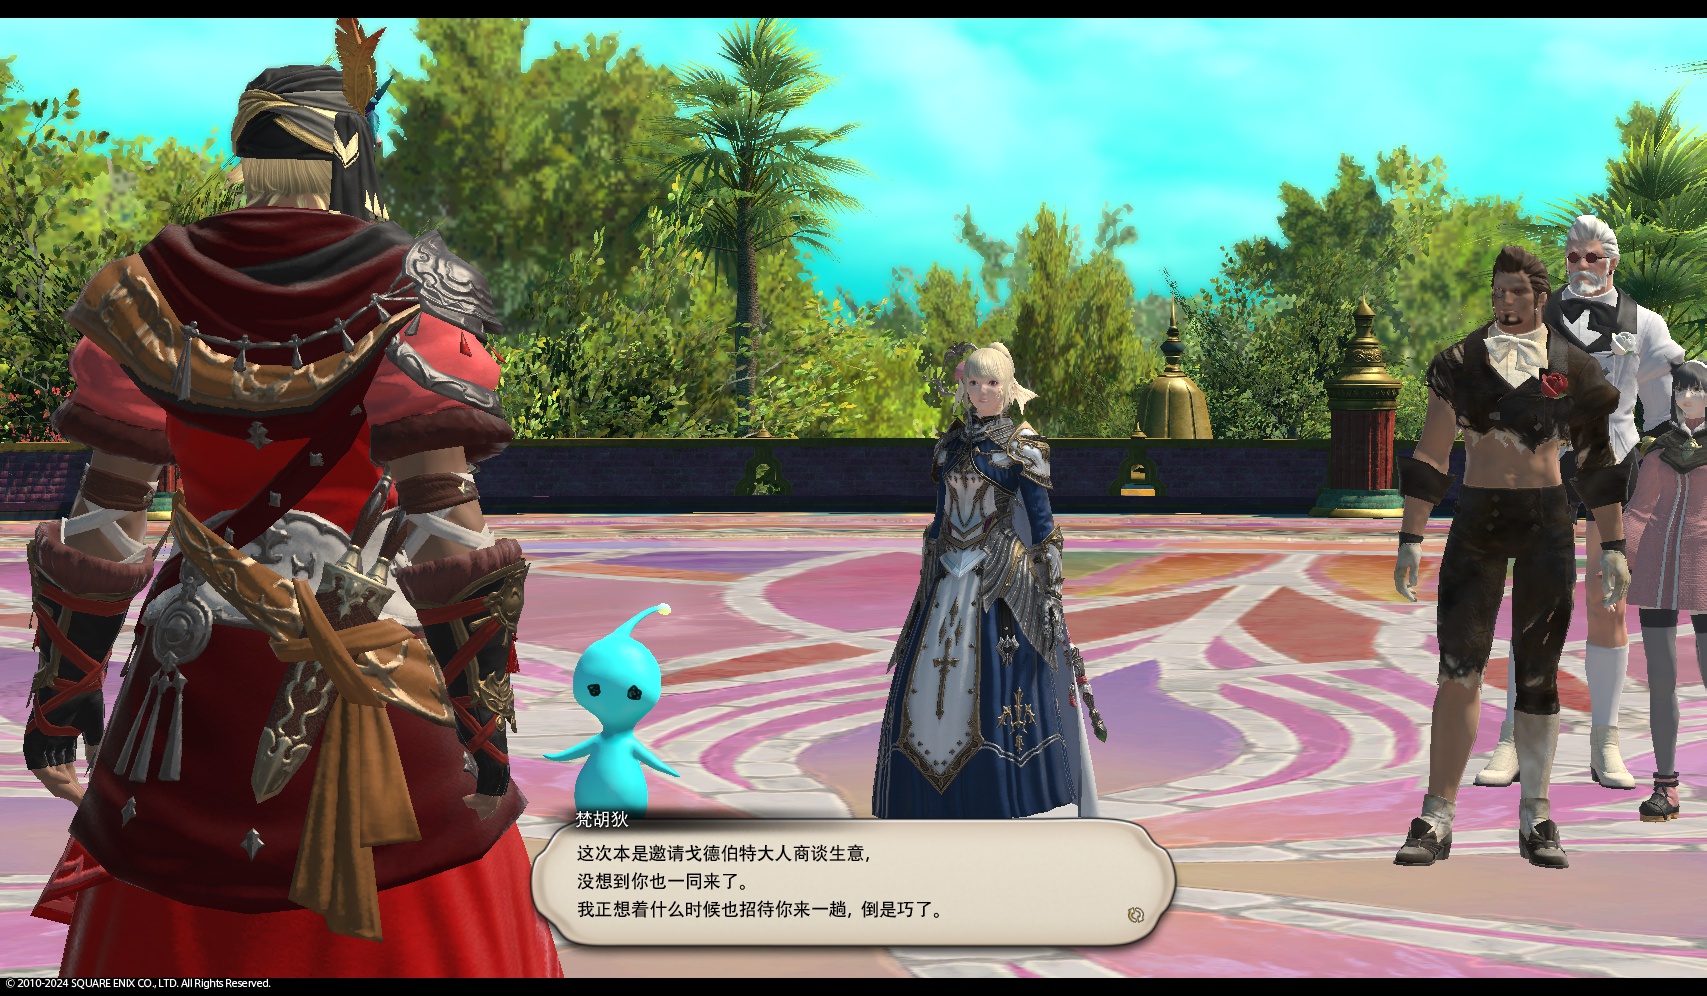 梵胡狄
这次本是邀请戈德伯特大人商谈生意,
没想到你也一同来了。
我正想着什么时候也招待你来一趟, 倒是巧了。
© 2010-2024 SQUARE ENIX CO., LTD. All Rights Reserved.